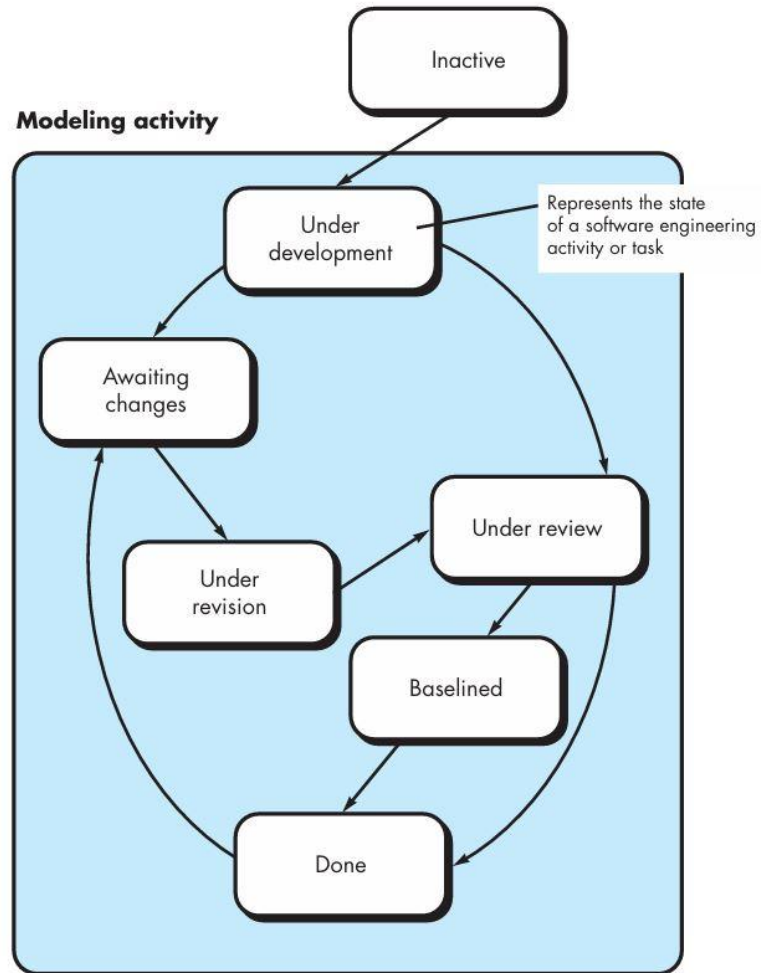 Inactive
Modeling activity
Represents the state
of a software engineering
activity or task
Under
development
Awaiting
changes
Under review
Under
revision
Baselined
Done